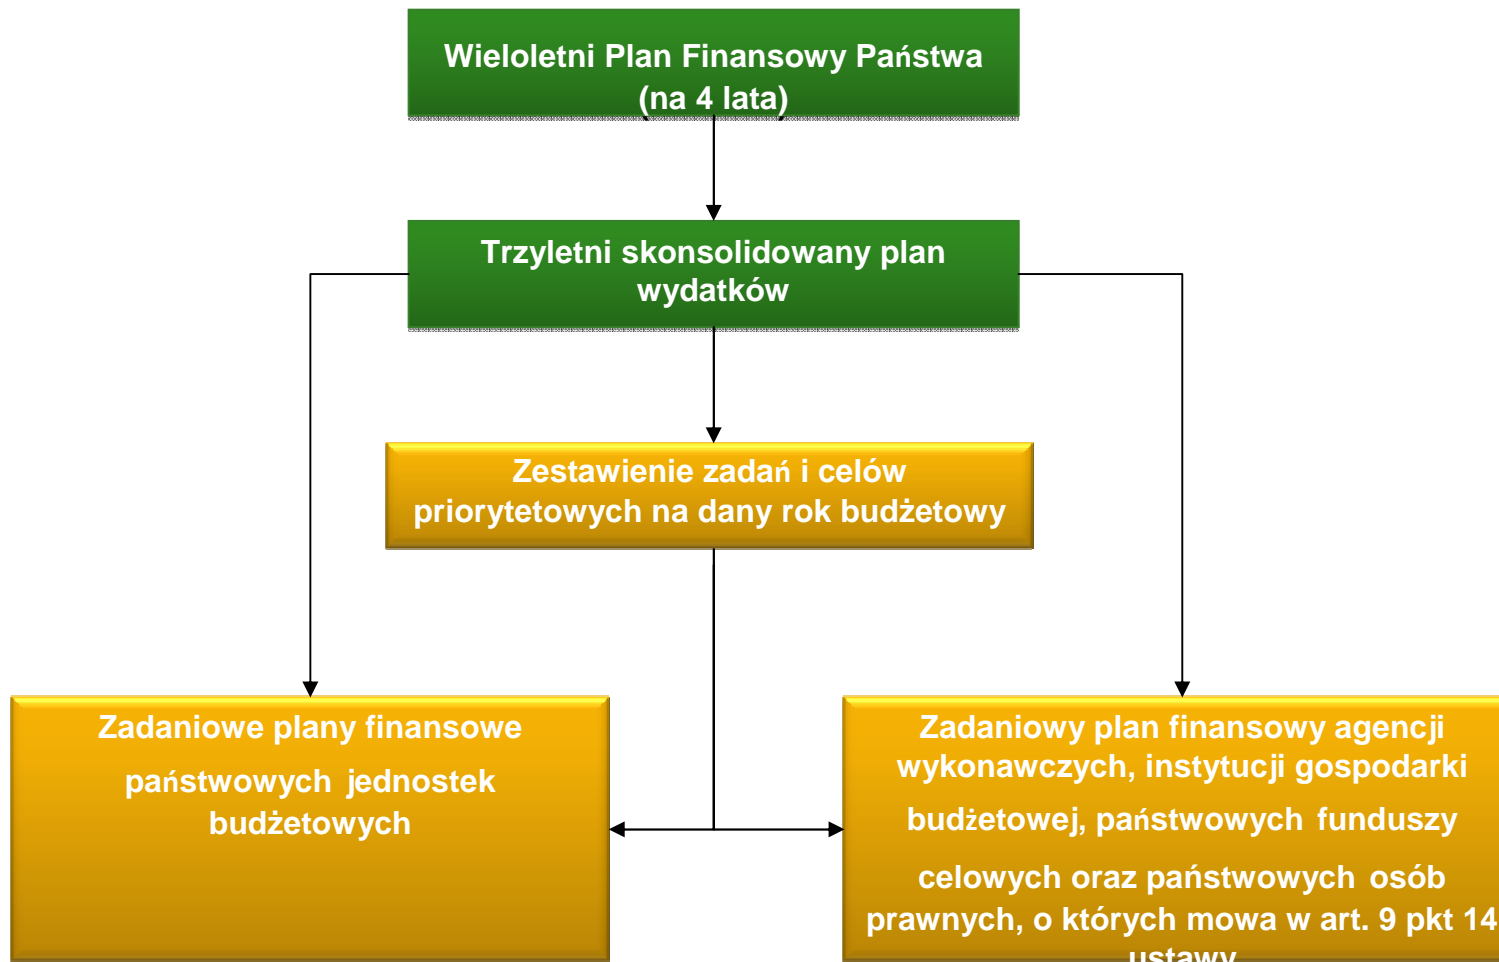 Wieloletni Plan Finansowy Państwa
(na 4 lata)
Trzyletni skonsolidowany plan
wydatków
Zestawienie zadań i celów
priorytetowych na dany rok budżetowy
Zadaniowe plany finansowe
państwowych jednostek
budżetowych
Zadaniowy plan finansowy agencji
wykonawczych, instytucji gospodarki
budżetowej, państwowych funduszy
celowych oraz państwowych osób
prawnych, o których mowa w art. 9 pkt 14
ustawy